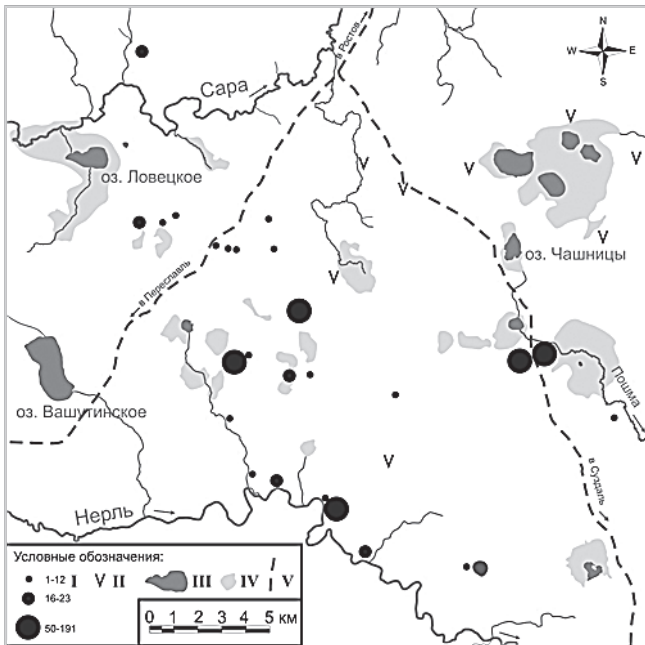 N
W E
S
в Ростов
Сара
V
V
V
V
V
оз. Ловецкое
оз. Чашницы
V
V
в Переславль
оз. Вашутинское
Пошма
V
в Суздаль
Нерль
Условные обозначения:
1-12 I V II III IV V
16-23
50-191
0 1 2 3 4 5 км